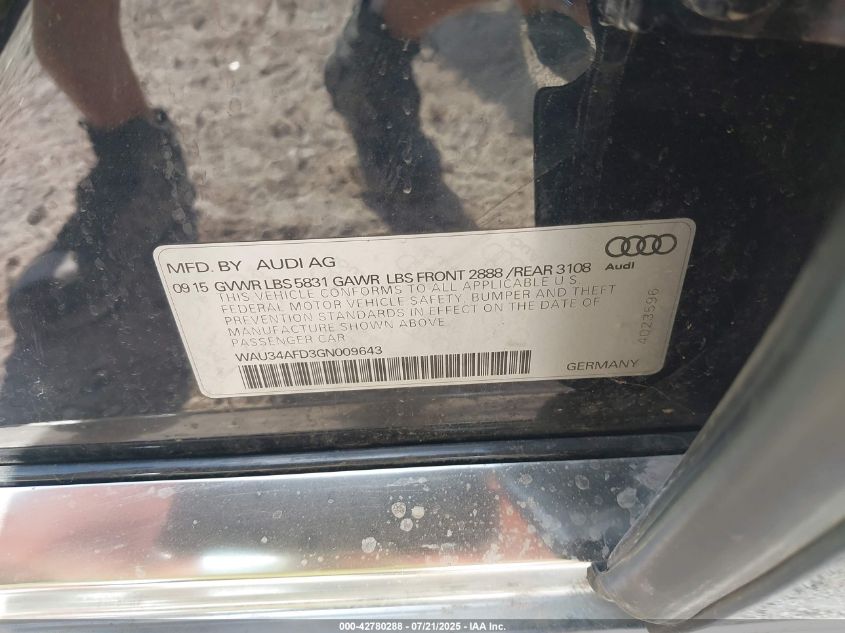 MFD. BY AUDI AG
Audi
09 15 GVWR LBS 5831 GAWR LBS FRONT 2888 / REAR 3108
THIS VEHICLE CONFORMS TO ALL APPLICABLE U.S.
FEDERAL MOTOR VEHICLE SAFETY, BUMPER AND THEFT
PREVENTION STANDARDS IN EFFECT ON THE DATE OF
MANUFACTURE SHOWN ABOVE
PASSENGER CAR
WAU34AFD3GN009643
GERMANY
4023596
000-42780288 - 07/21/2025 - IAA Inc.